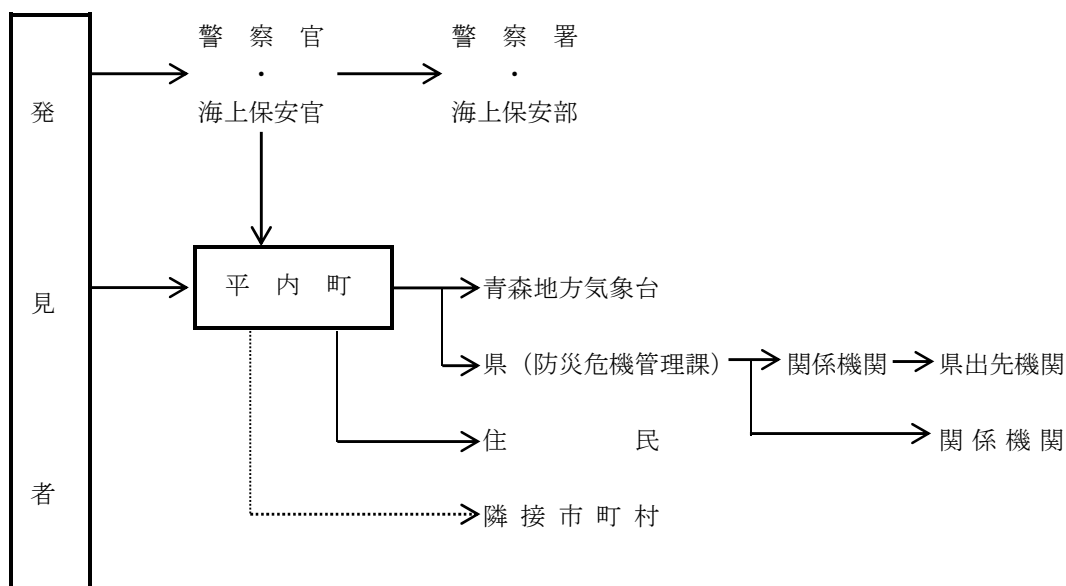 発見者
警察官
・
海上保安官
警察署
・
海上保安部
平内町
青森地方気象台
県（防災危機管理課）
関係機関
県出先機関
関係機関
住民
隣接市町村